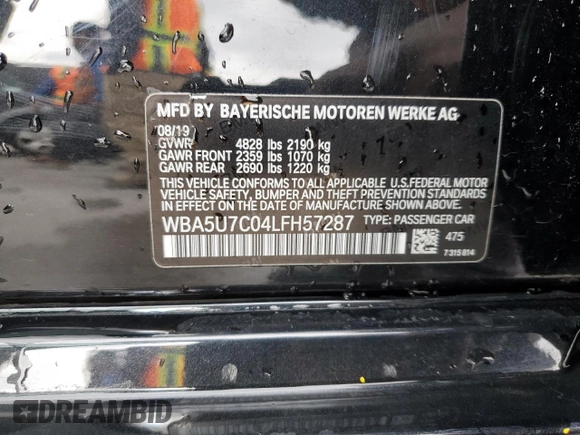 MFD BY BAYERISCHE MOTOREN WERKE AG
08/19
GVWR 4828 lbs 2190 kg
GAWR FRONT 2359 lbs 1070 kg
GAWR REAR 2690 lbs 1220 kg
THIS VEHICLE CONFORMS TO ALL APPLICABLE U.S. FEDERAL MOTOR
VEHICLE SAFETY, BUMPER AND THEFT PREVENTION STANDARDS
IN EFFECT ON THE DATE OF MANUFACTURE SHOWN ABOVE.
WBA5U7C04LFH57287 TYPE: PASSENGER CAR
475
7 315 814
DREAMBID